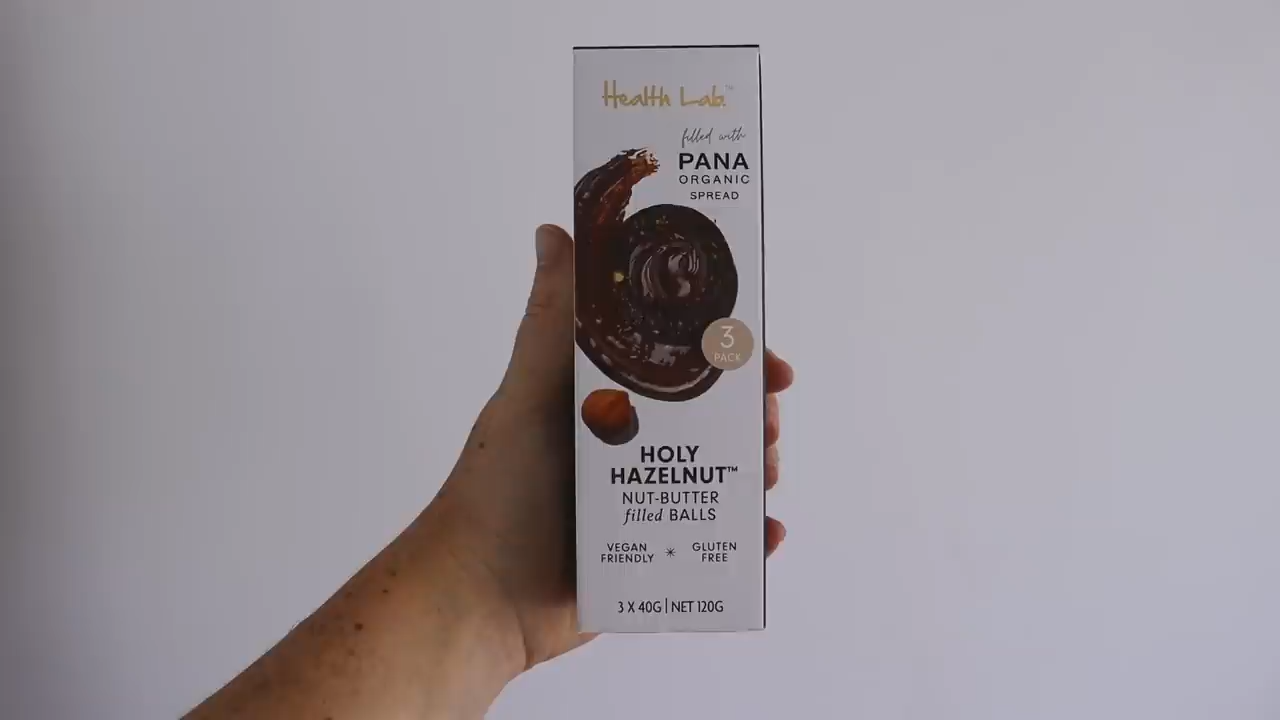 Health Lab.™
filled with
PANA
ORGANIC
SPREAD
3
PACK
HOLY
HAZELNUT™
NUT-BUTTER
filled BALLS
VEGAN FRIENDLY * GLUTEN FREE
3 X 40G | NET 120G